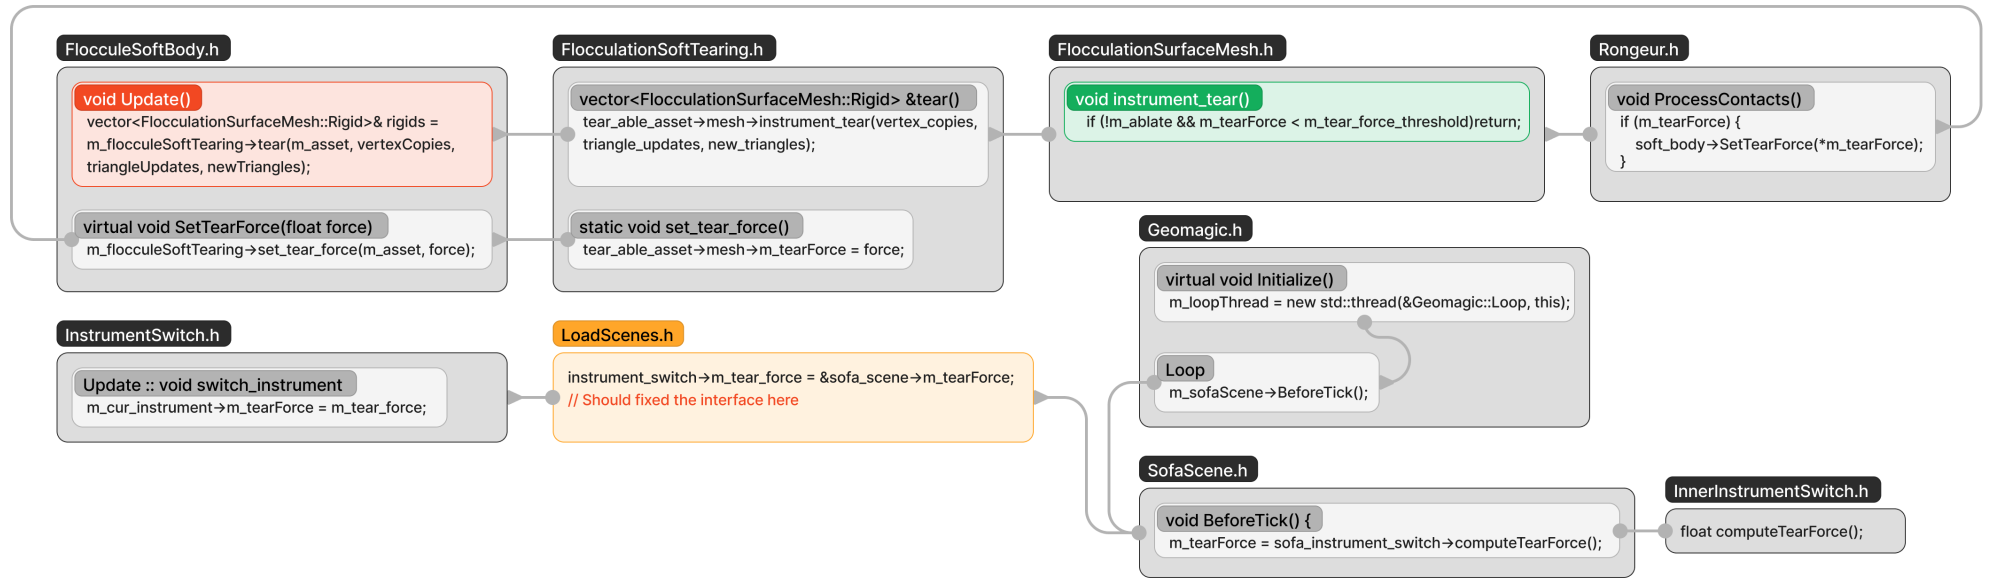 FlocculeSoftBody.h
void Update()
vector<FlocculationSurfaceMesh::Rigid>& rigids =
m_flocculeSoftTearing→tear(m_asset, vertexCopies,
triangleUpdates, newTriangles);
virtual void SetTearForce(float force)
m_flocculeSoftTearing→set_tear_force(m_asset, force);
FlocculationSoftTearing.h
vector<FlocculationSurfaceMesh::Rigid> &tear()
tear_able_asset→mesh→instrument_tear(vertex_copies,
triangle_updates, new_triangles);
static void set_tear_force()
tear_able_asset→mesh→m_tearForce = force;
FlocculationSurfaceMesh.h
void instrument_tear()
if (!m_ablate && m_tearForce < m_tear_force_threshold)return;
Rongeur.h
void ProcessContacts()
if (m_tearForce) {
soft_body→SetTearForce(*m_tearForce);
}
Geomagic.h
virtual void Initialize()
m_loopThread = new std::thread(&Geomagic::Loop, this);
Loop
m_sofaScene→BeforeTick();
InstrumentSwitch.h
Update :: void switch_instrument
m_cur_instrument→m_tearForce = m_tear_force;
LoadScenes.h
instrument_switch→m_tear_force = &sofa_scene→m_tearForce;
// Should fixed the interface here
SofaScene.h
void BeforeTick() {
m_tearForce = sofa_instrument_switch→computeTearForce();
InnerInstrumentSwitch.h
float computeTearForce();